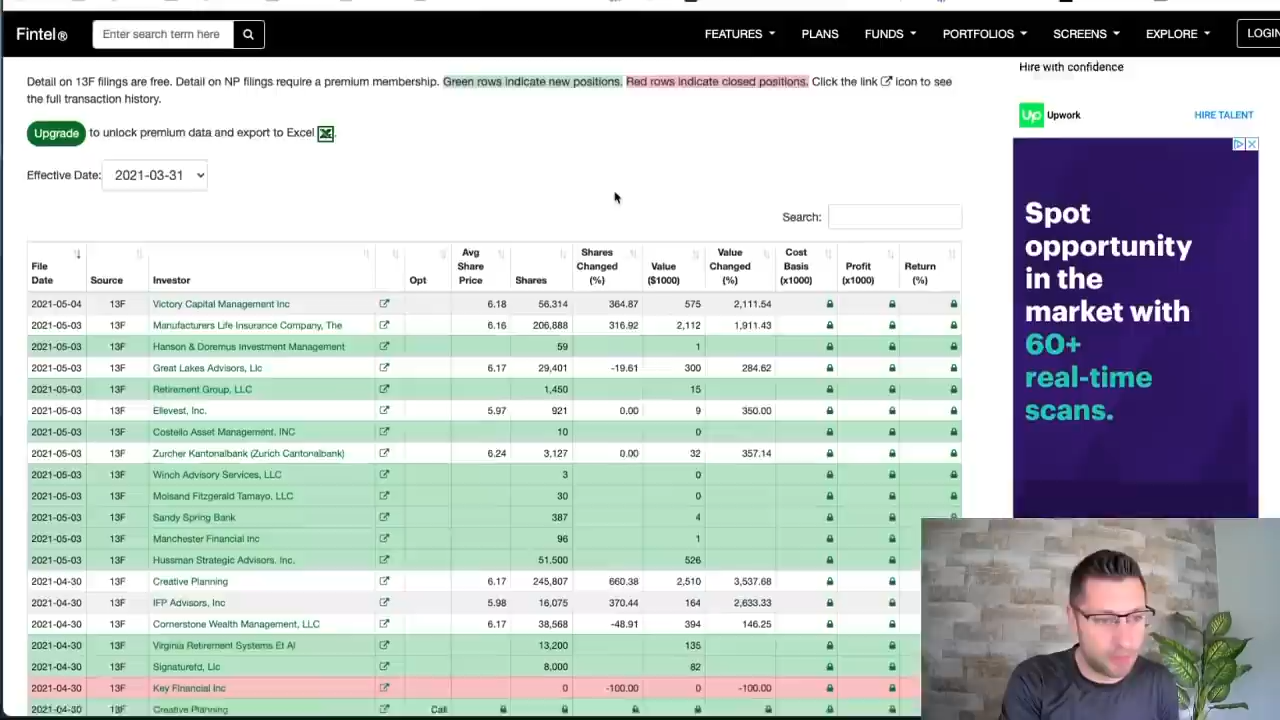 Fintel®
Enter search term here
FEATURES
PLANS
FUNDS
PORTFOLIOS
SCREENS
EXPLORE
LOGIN
Detail on 13F filings are free. Detail on NP filings require a premium membership. Green rows indicate new positions. Red rows indicate closed positions. Click the link icon to see
the full transaction history.
Upgrade to unlock premium data and export to Excel
Effective Date: 2021-03-31
Search:
File Date Source Investor Opt Avg Share Price Shares Shares Changed (%) Value ($1000) Value Changed (%) Cost Basis (x1000) Profit (x1000) Return (%)
2021-05-04 13F Victory Capital Management Inc 6.18 56,314 364.87 575 2,111.54
2021-05-03 13F Manufacturers Life Insurance Company, The 6.16 206,888 316.92 2,112 1,911.43
2021-05-03 13F Hanson & Doremus Investment Management 59 1
2021-05-03 13F Great Lakes Advisors, Llc 6.17 29,401 -19.61 300 284.62
2021-05-03 13F Retirement Group, LLC 1,450 15
2021-05-03 13F Ellevest, Inc. 5.97 921 0.00 9 350.00
2021-05-03 13F Costello Asset Management, INC 10 0
2021-05-03 13F Zurcher Kantonalbank (Zurich Cantonalbank) 6.24 3,127 0.00 32 357.14
2021-05-03 13F Winch Advisory Services, LLC 3 0
2021-05-03 13F Moisand Fitzgerald Tamayo, LLC 30 0
2021-05-03 13F Sandy Spring Bank 387 4
2021-05-03 13F Manchester Financial Inc 96 1
2021-05-03 13F Hussman Strategic Advisors, Inc. 51,500 526
2021-04-30 13F Creative Planning 6.17 245,807 660.38 2,510 3,537.68
2021-04-30 13F IFP Advisors, Inc 5.98 16,075 370.44 164 2,633.33
2021-04-30 13F Cornerstone Wealth Management, LLC 6.17 38,568 -48.91 394 146.25
2021-04-30 13F Virginia Retirement Systems Et Al 13,200 135
2021-04-30 13F Signaturefd, Llc 8,000 82
2021-04-30 13F Key Financial Inc 0 -100.00 0 -100.00
2021-04-30 13F Creative Planning Call
Hire with confidence
Up Upwork
HIRE TALENT
Spot
opportunity
in the
market with
60+
real-time
scans.